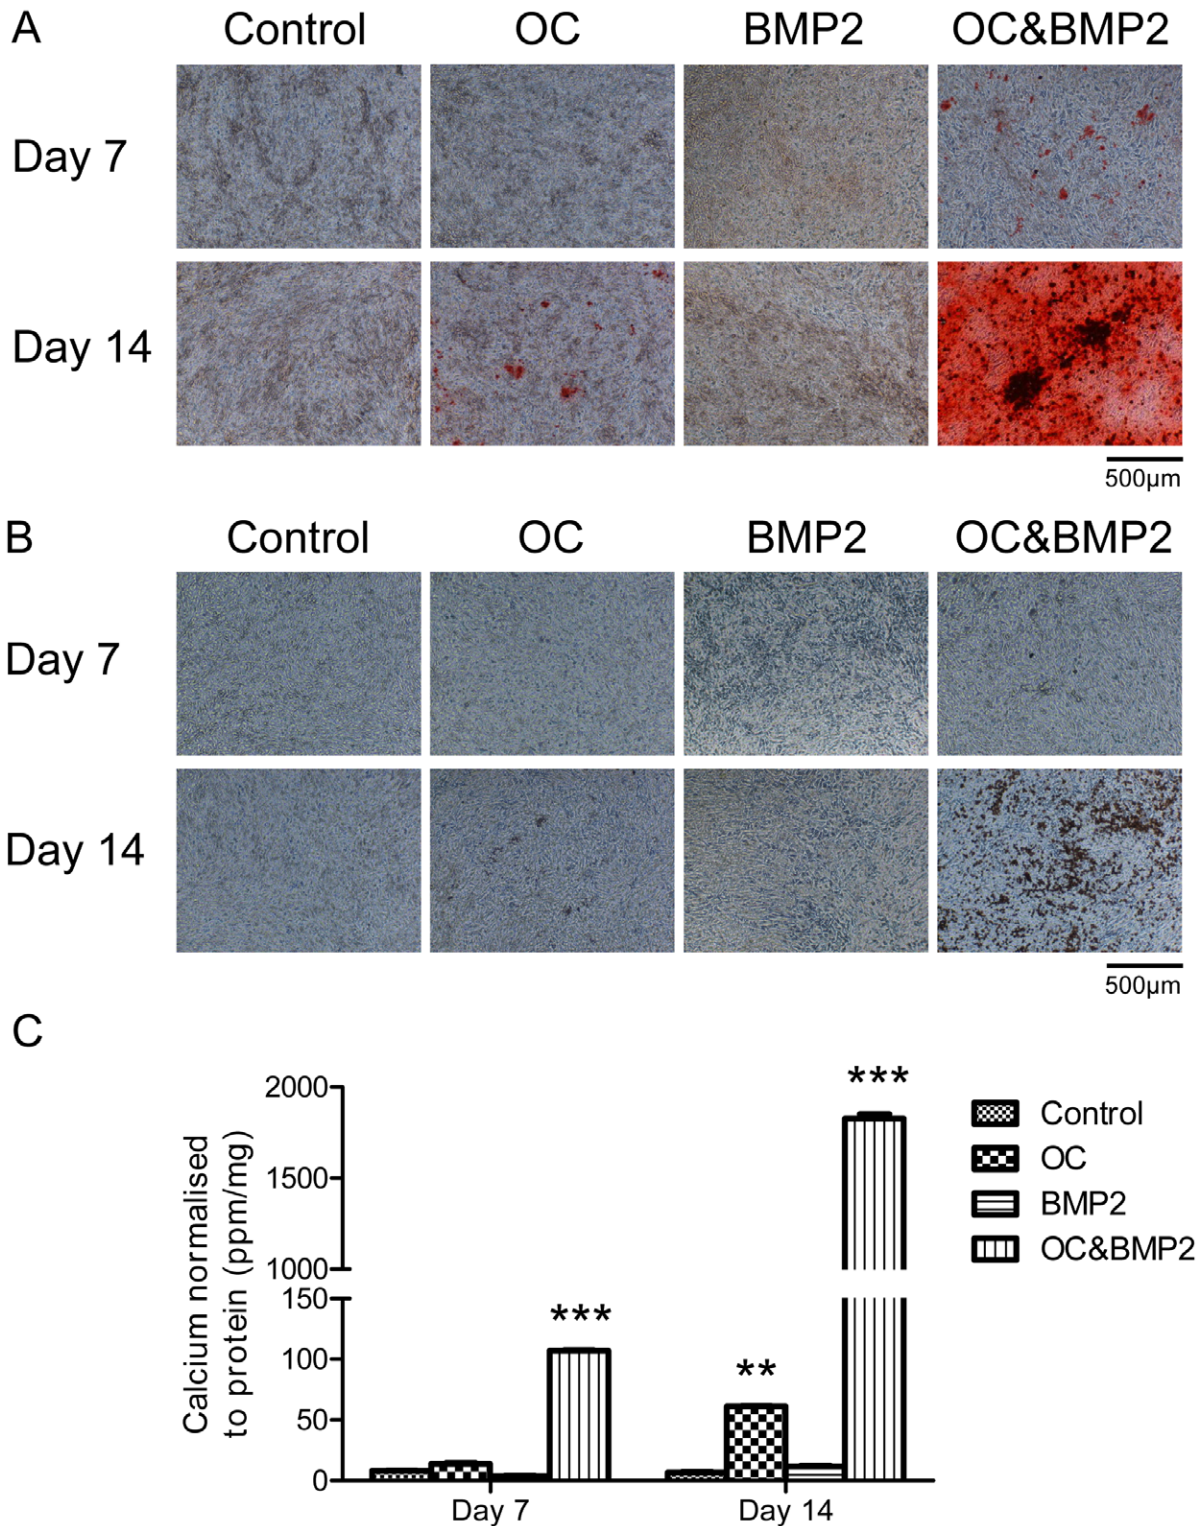 A
Control OC BMP2 OC&BMP2
Day 7
Day 14
500µm
B
Control OC BMP2 OC&BMP2
Day 7
Day 14
500µm
C
Calcium normalised
to protein (ppm/mg)
2000
1500
1000
150
100
50
0
***
**
***
Day 7 Day 14
Control
OC
BMP2
OC&BMP2